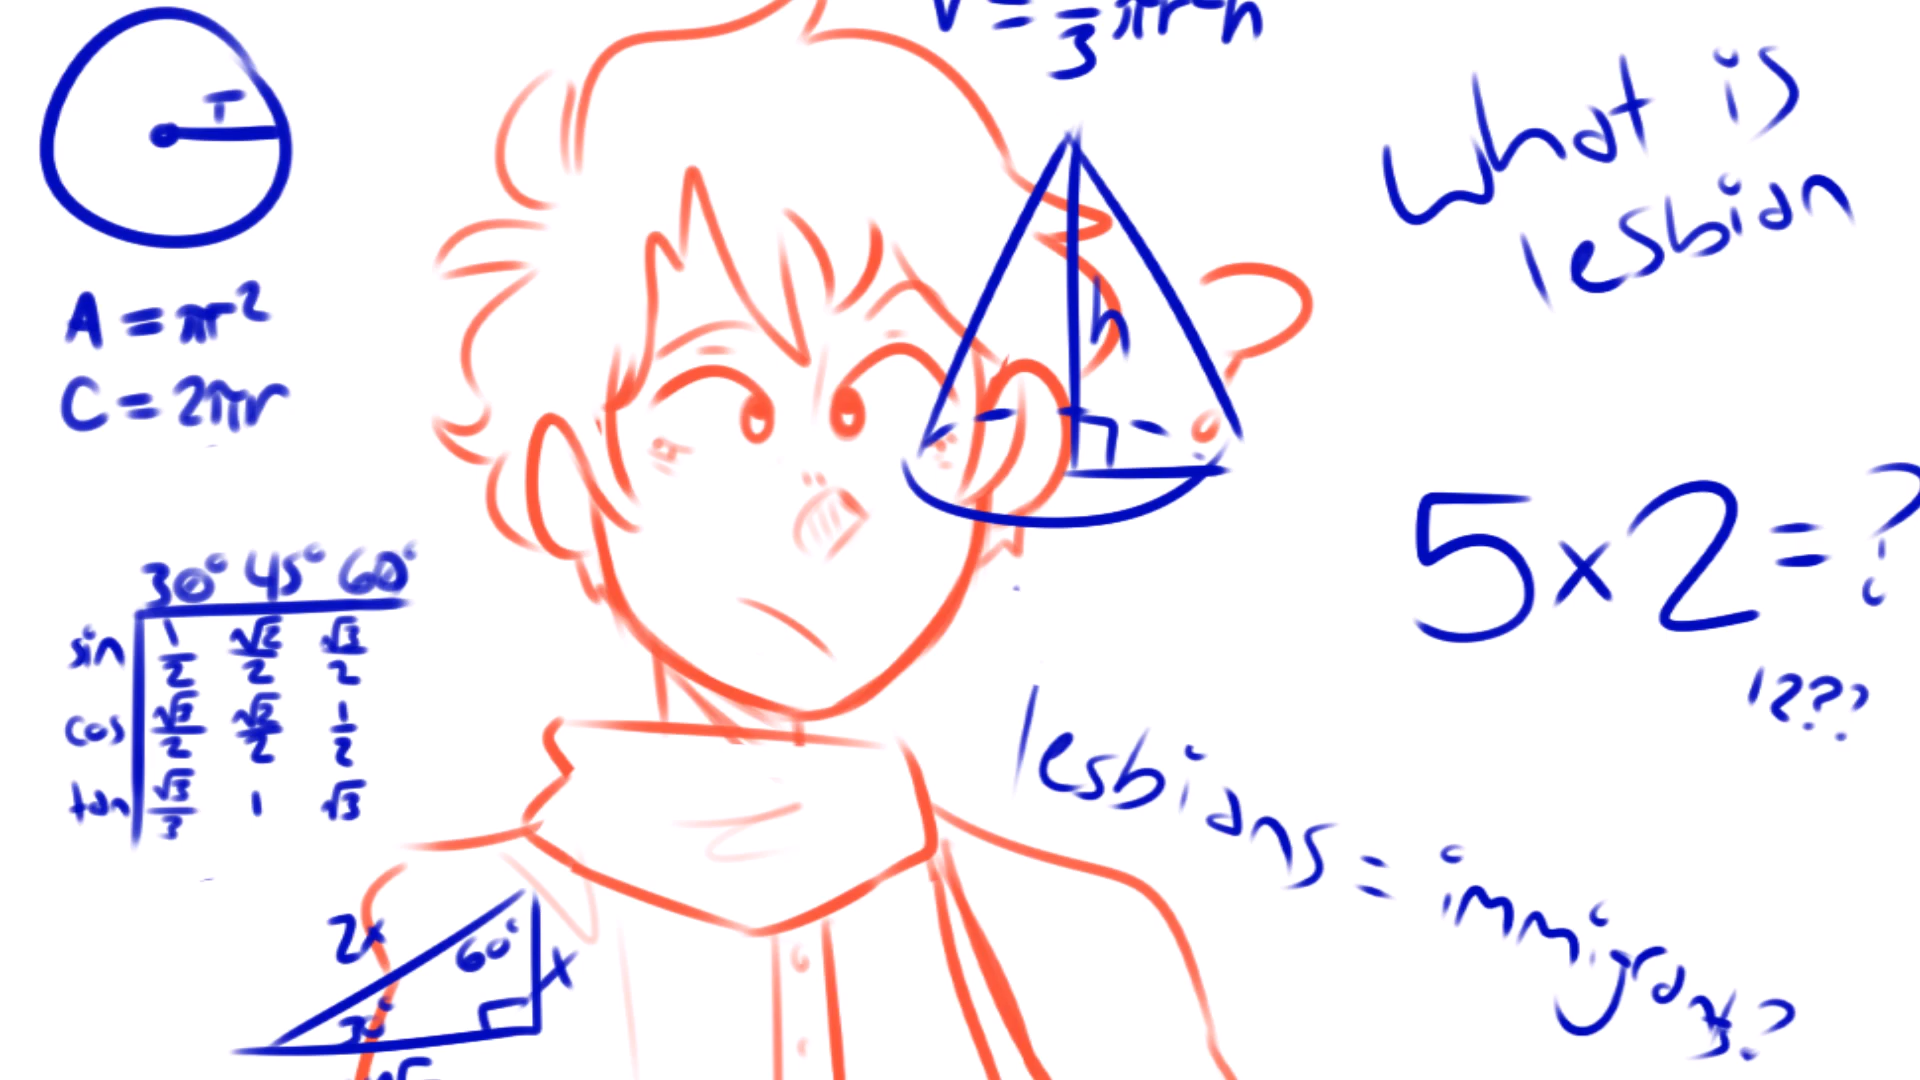 V = 1/3 πr²h
r
A = πr²
C = 2πr
h
what is
lesbian
?
5x2=?
12??
30° 45° 60°
sin 1/2 √2/2 √3/2
cos √3/2 √2/2 1/2
tan √3/3 1 √3
lesbians = immigrants?
2x
60°
x
30°